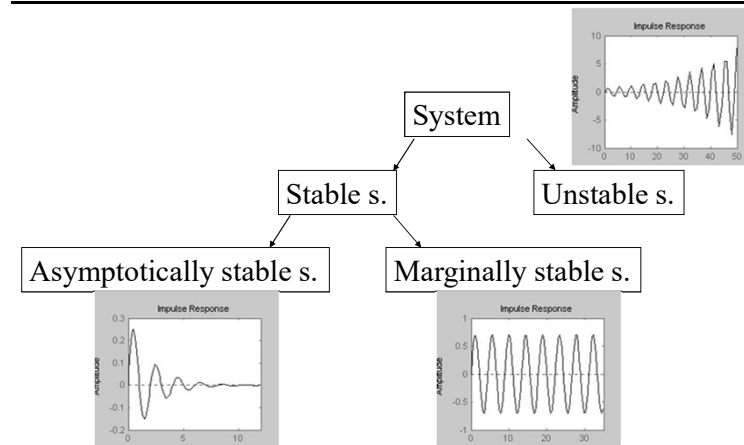 Impulse Response
10
5
0
-5
-10
Amplitude
0 10 20 30 40 50
System
Stable s.
Unstable s.
Asymptotically stable s.
Marginally stable s.
Impulse Response
0.3
0.2
0.1
0
-0.1
-0.2
Amplitude
0 5 10
Impulse Response
1
0.5
0
-0.5
-1
Amplitude
0 10 20 30